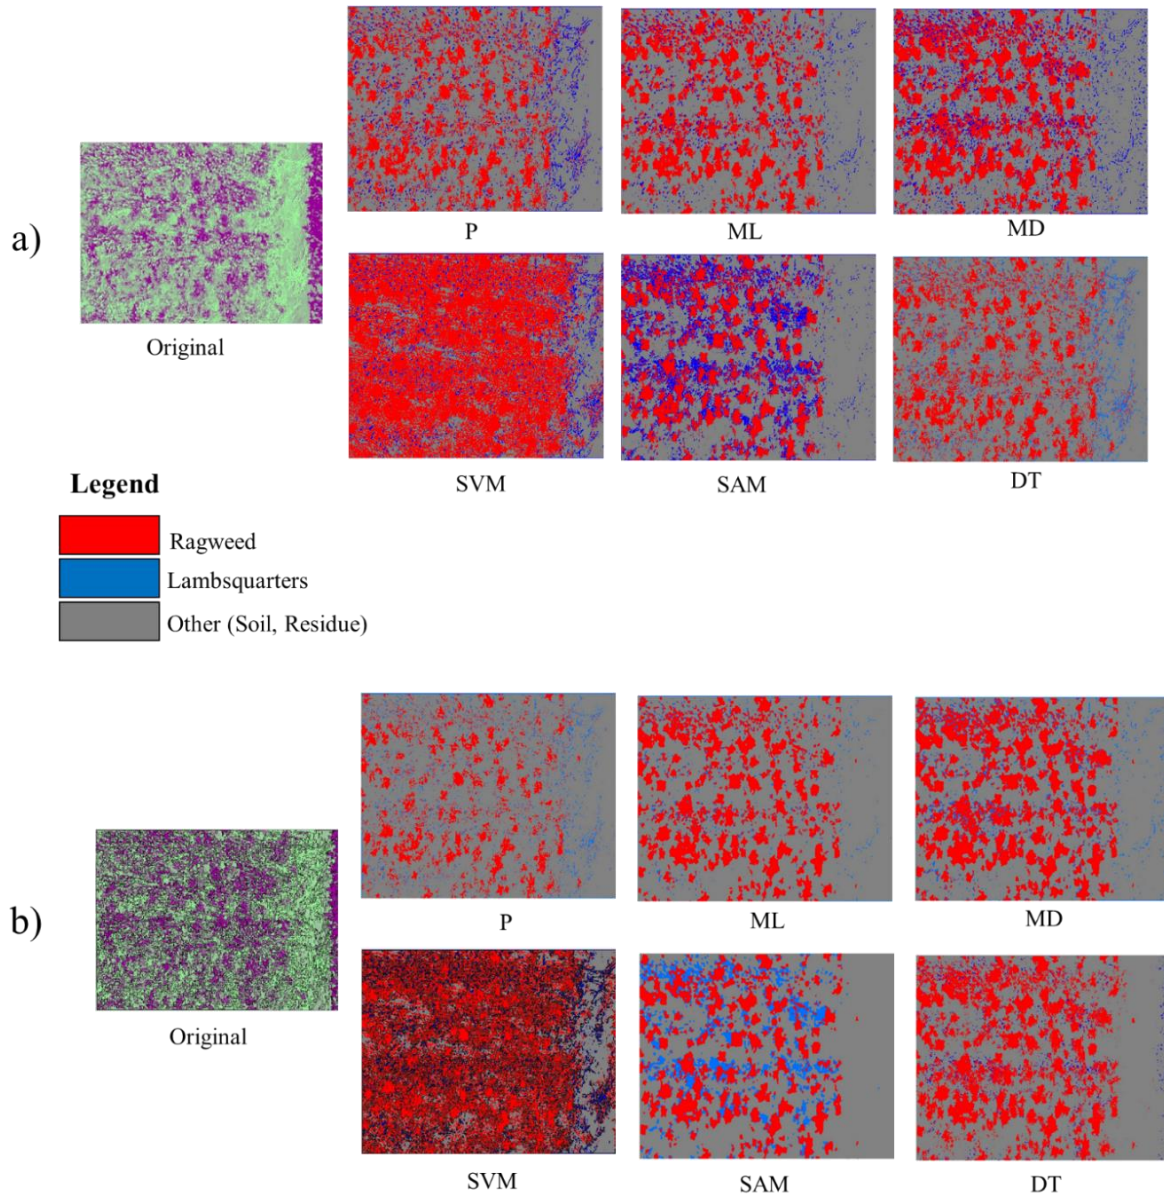 P
ML
MD
a)
Original
SVM
SAM
DT
Legend
Ragweed
Lambsquarters
Other (Soil, Residue)
P
ML
MD
b)
Original
SVM
SAM
DT